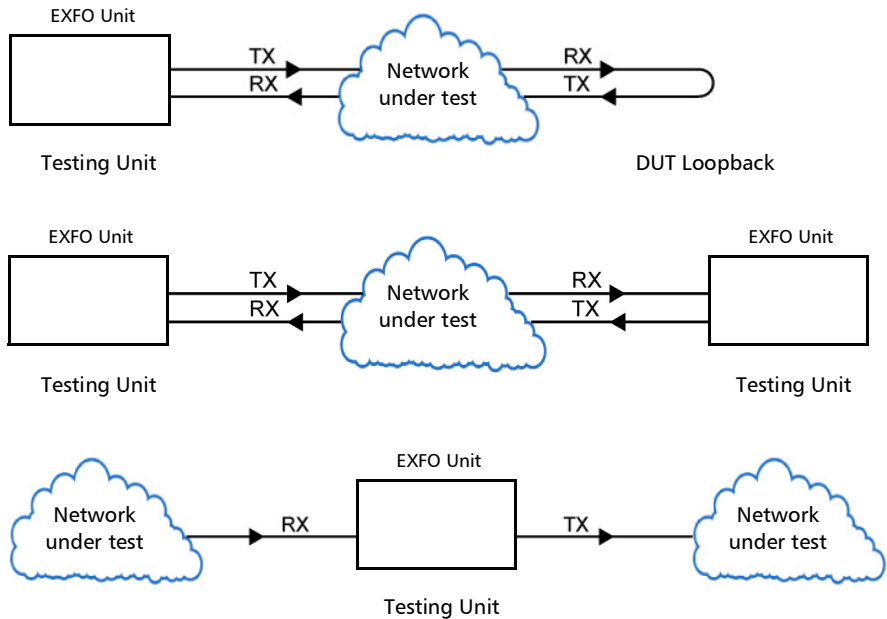 EXFO Unit
TX
RX
Network
under test
RX
TX
Testing Unit
DUT Loopback
EXFO Unit
EXFO Unit
TX
RX
Network
under test
RX
TX
Testing Unit
Testing Unit
EXFO Unit
Network
under test
RX
TX
Network
under test
Testing Unit